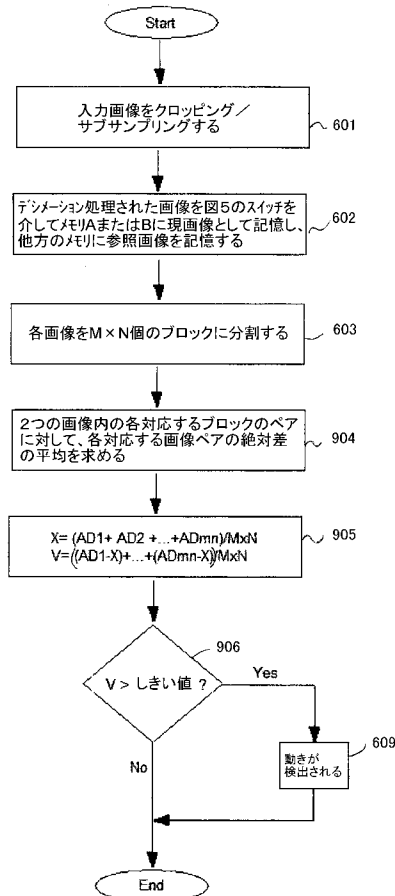 Start
入力画像をクロッピング／
サブサンプリングする
601
デシメーション処理された画像を図5のスイッチを
介してメモリAまたはBに現画像として記憶し、
他方のメモリに参照画像を記憶する
602
各画像をM×N個のブロックに分割する
603
2つの画像内の各対応するブロックのペア
に対して、各対応する画像ペアの絶対差
の平均を求める
904
X= (AD1+ AD2 +...+ADmn)/MxN
V=((AD1-X)+...+(ADmn-X))/MxN
905
906
V > しきい値 ?
Yes
No
動きが
検出される
609
End